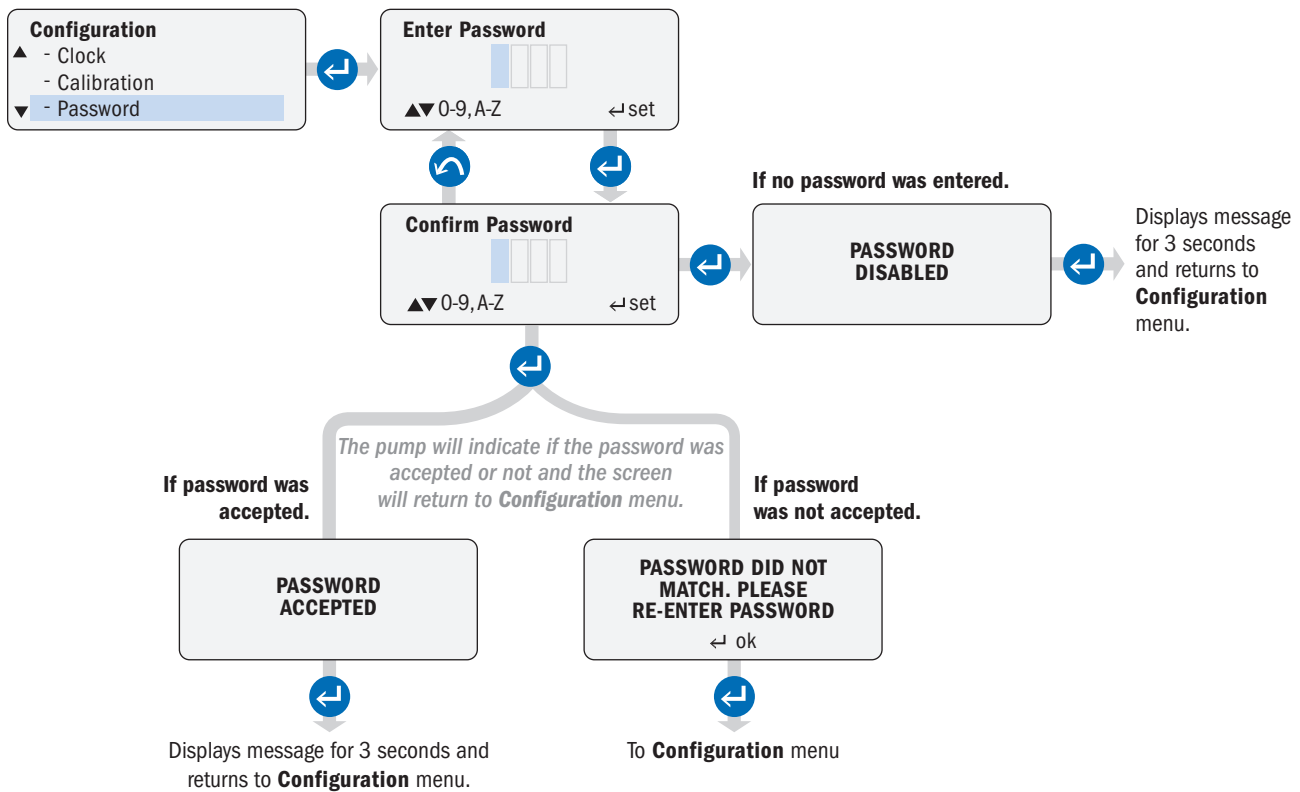 Configuration
- Clock
- Calibration
- Password
Enter Password
▲▼ 0-9, A-Z
↵ set
Confirm Password
▲▼ 0-9, A-Z
↵ set
If no password was entered.
PASSWORD
DISABLED
Displays message
for 3 seconds
and returns to
Configuration
menu.
The pump will indicate if the password was
accepted or not and the screen
will return to Configuration menu.
If password was
accepted.
PASSWORD
ACCEPTED
Displays message for 3 seconds and
returns to Configuration menu.
If password
was not accepted.
PASSWORD DID NOT
MATCH. PLEASE
RE-ENTER PASSWORD
↵ ok
To Configuration menu